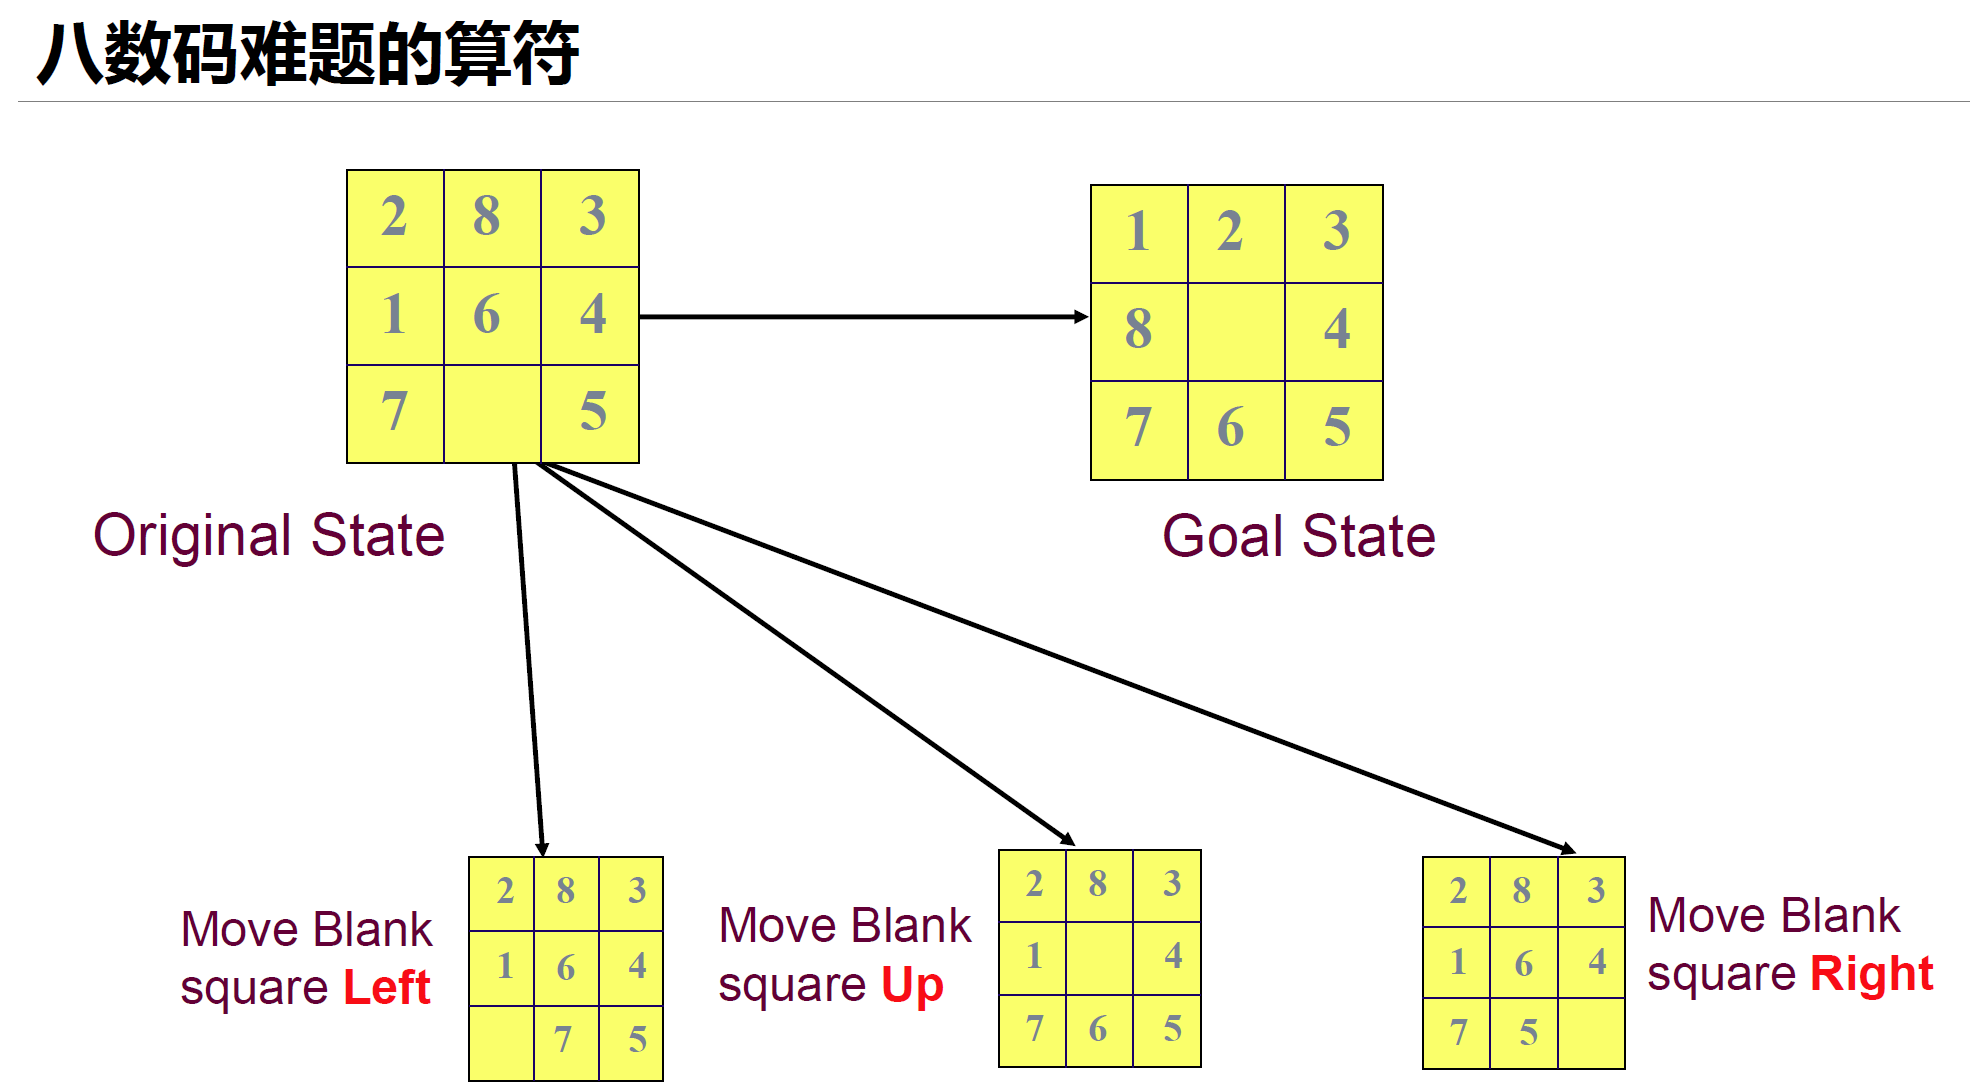 八数码难题的算符
2 8 3
1 6 4
7 5
1 2 3
8 4
7 6 5
Original State
Goal State
Move Blank
square Left
2 8 3
1 6 4
7 5
Move Blank
square Up
2 8 3
1 4
7 6 5
2 8 3
1 6 4
7 5
Move Blank
square Right